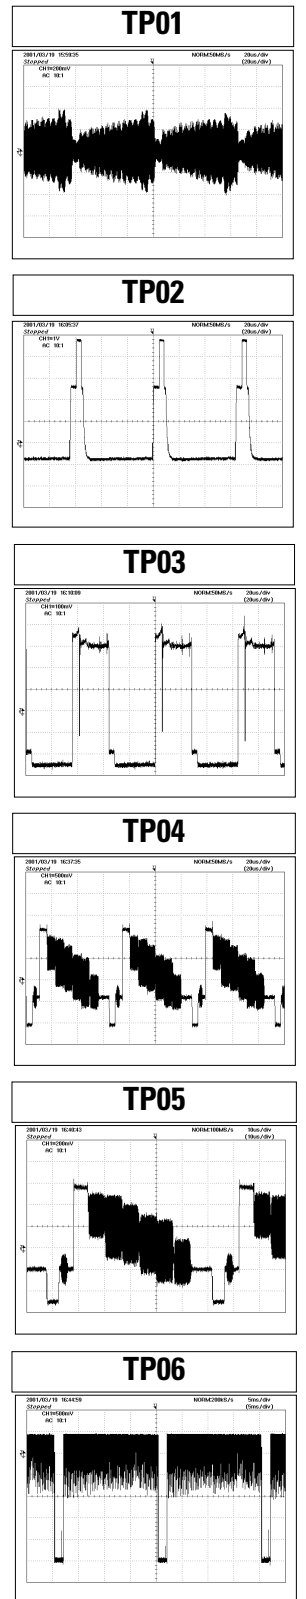 TP01
2001/03/19 15:59:35 NORM:50MS/s 20us/div
Stopped (20us/div)
CH1=200mV
AC 10:1
TP02
2001/03/19 16:05:37 NORM:50MS/s 20us/div
Stopped (20us/div)
CH1=1V
AC 10:1
TP03
2001/03/19 16:10:09 NORM:50MS/s 20us/div
Stopped (20us/div)
CH1=100mV
AC 10:1
TP04
2001/03/19 16:37:35 NORM:50MS/s 20us/div
Stopped (20us/div)
CH1=500mV
AC 10:1
TP05
2001/03/19 16:40:43 NORM:100MS/s 10us/div
Stopped (10us/div)
CH1=200mV
AC 10:1
TP06
2001/03/19 16:44:59 NORM:200kS/s 5ms/div
Stopped (5ms/div)
CH1=500mV
AC 10:1